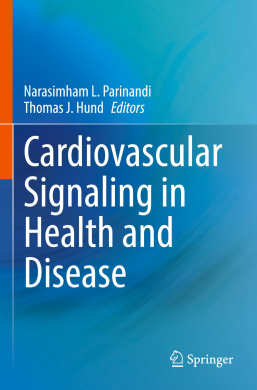 Narasimham L. Parinandi
Thomas J. Hund Editors
Cardiovascular
Signaling in
Health and
Disease
Springer